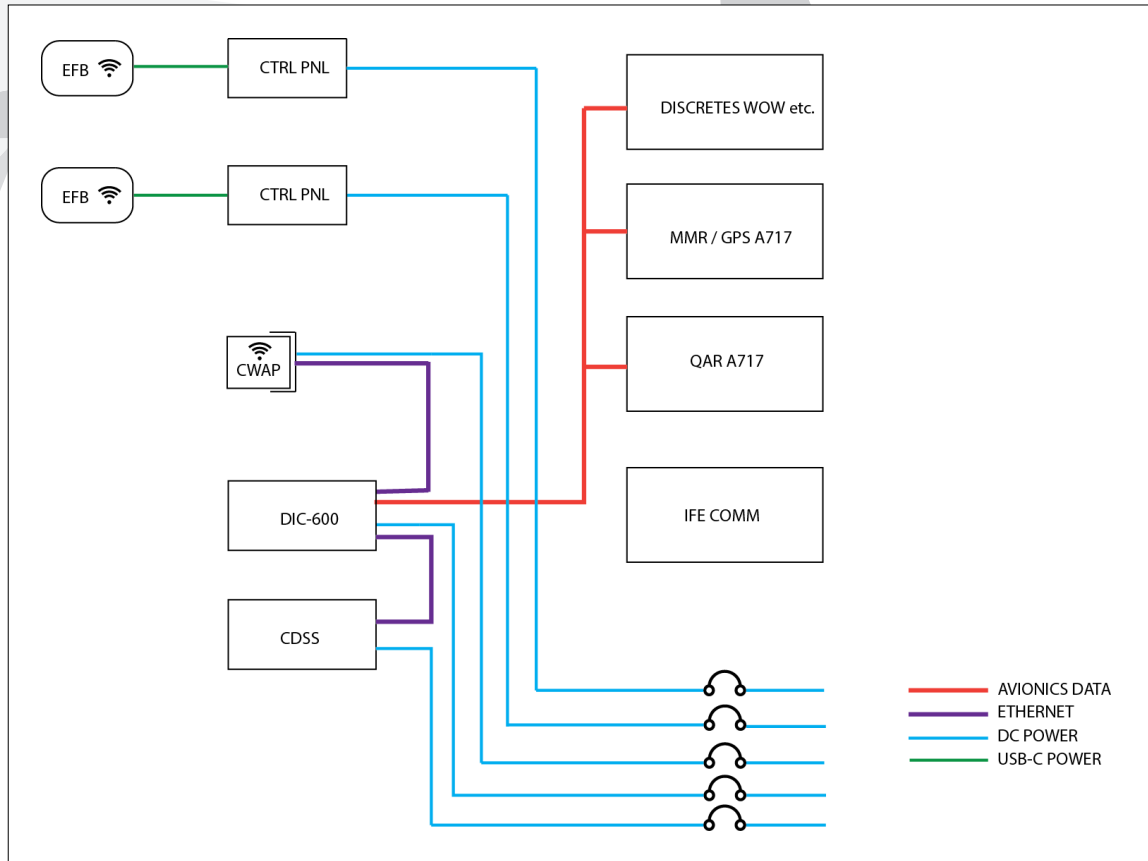 EFB
CTRL PNL
DISCRETES WOW etc.
EFB
CTRL PNL
MMR / GPS A717
QAR A717
CWAP
DIC-600
IFE COMM
CDSS
AVIONICS DATA
ETHERNET
DC POWER
USB-C POWER